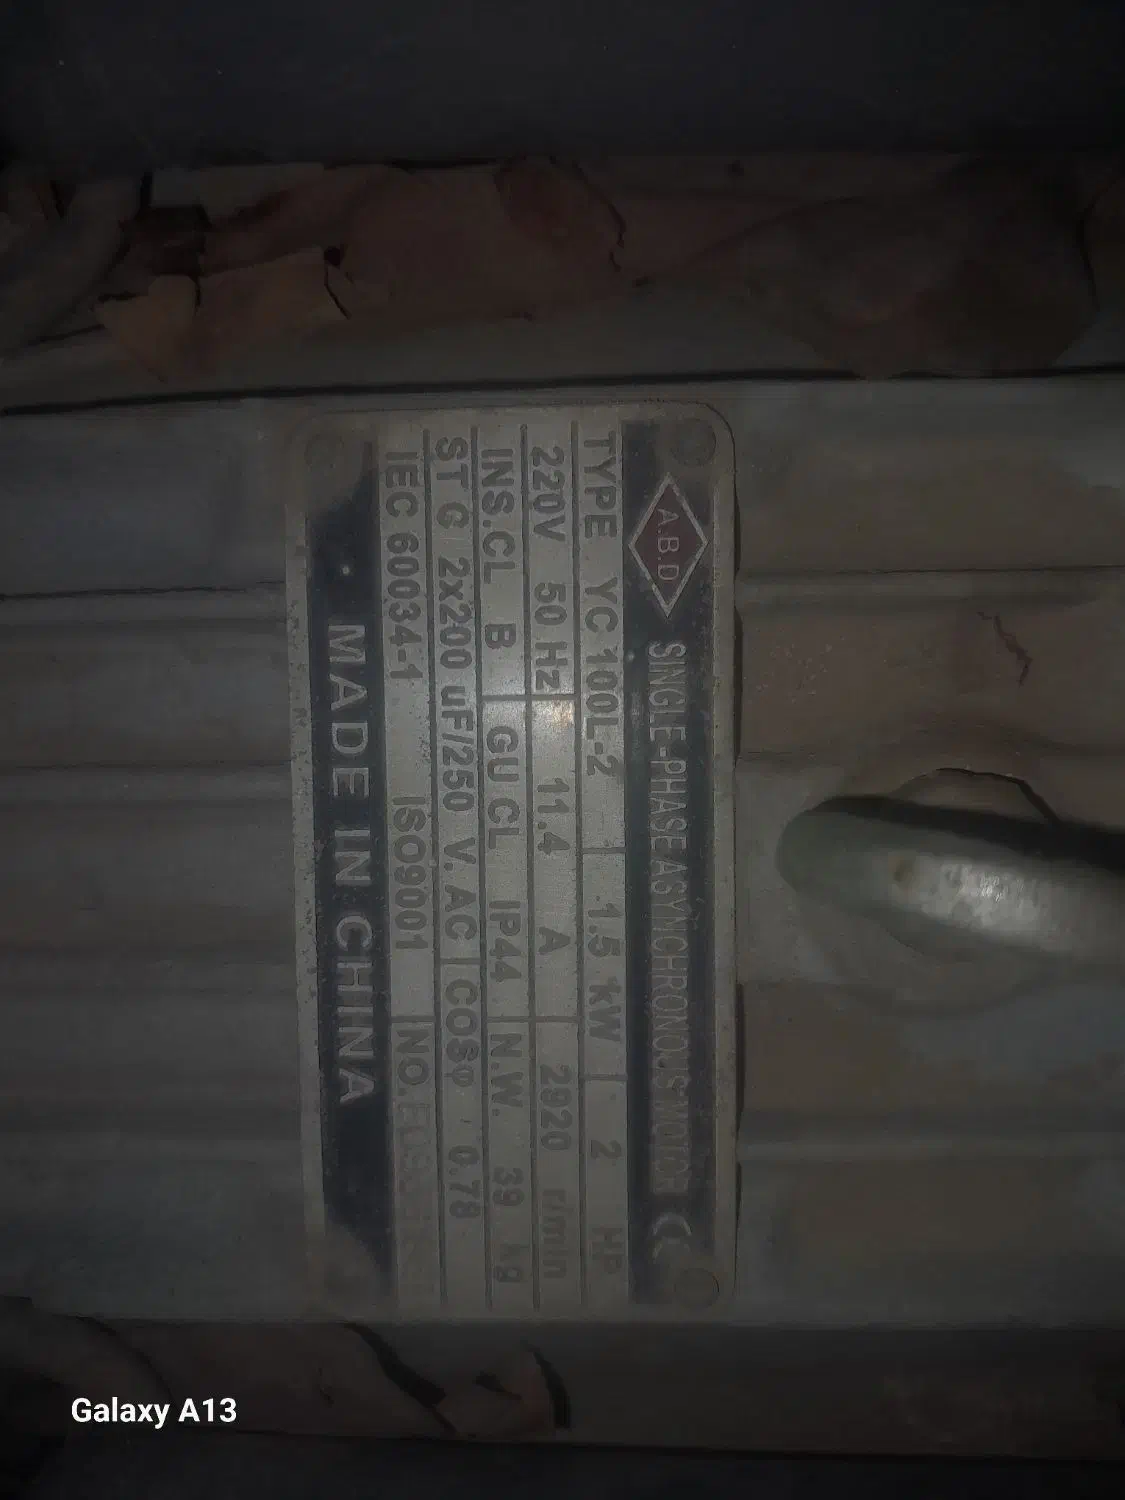 A.B.D SINGLE-PHASE ASYNCHRONOUS MOTOR CE
TYPE YC 100L-2 1.5 kW 2 HP
220V 50 Hz 11.4 A 2920 r/min
INS.CL B GU CL IP44 N.W. 39 kg
ST G 2x200 uF/250 V.AC COSφ 0.78
IEC 60034-1 ISO9001 NO.
MADE IN CHINA
Galaxy A13